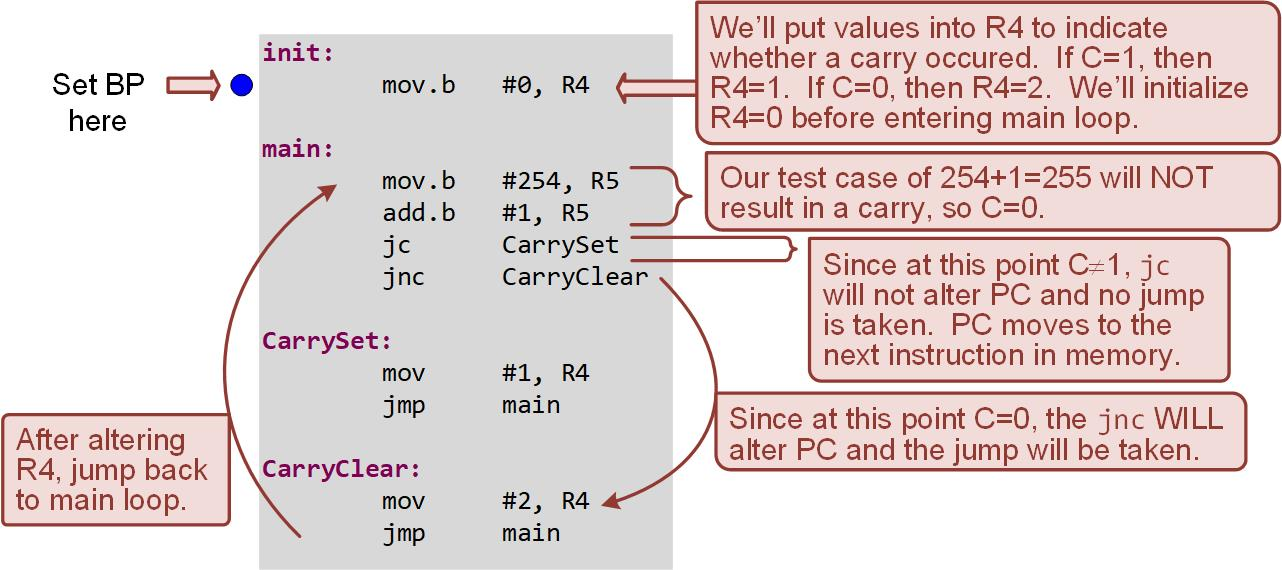 Set BP
here
init:
mov.b #0, R4
main:
mov.b #254, R5
add.b #1, R5
jc CarrySet
jnc CarryClear
CarrySet:
mov #1, R4
jmp main
CarryClear:
mov #2, R4
jmp main
We'll put values into R4 to indicate
whether a carry occured. If C=1, then
R4=1. If C=0, then R4=2. We'll initialize
R4=0 before entering main loop.
Our test case of 254+1=255 will NOT
result in a carry, so C=0.
Since at this point C≠1, jc
will not alter PC and no jump
is taken. PC moves to the
next instruction in memory.
Since at this point C=0, the jnc WILL
alter PC and the jump will be taken.
After altering
R4, jump back
to main loop.